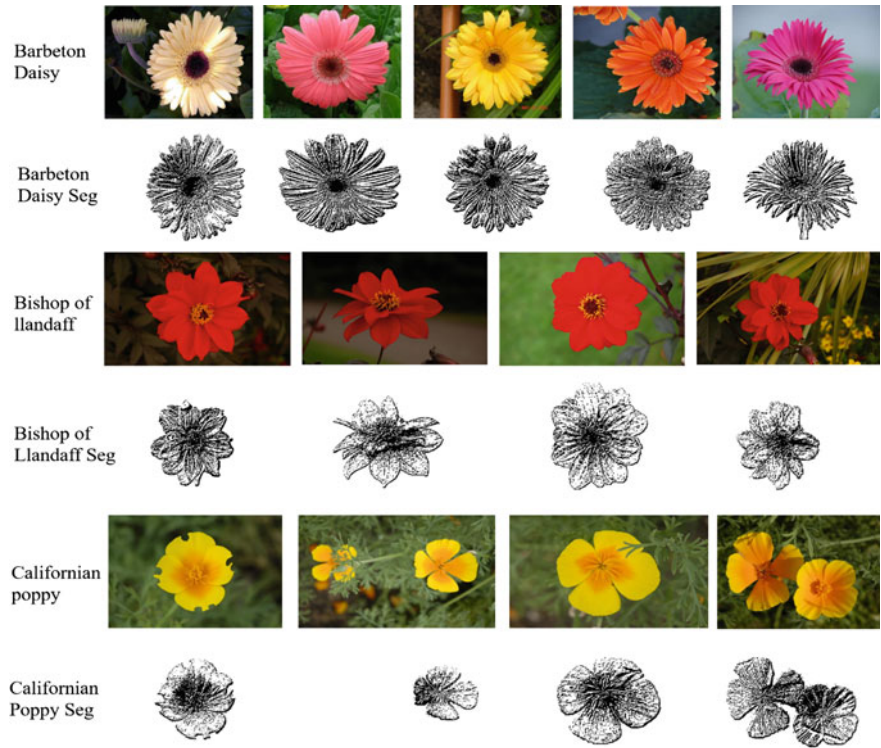 Barbeton
Daisy
Barbeton
Daisy Seg
Bishop of
llandaff
Bishop of
Llandaff Seg
Californian
poppy
Californian
Poppy Seg